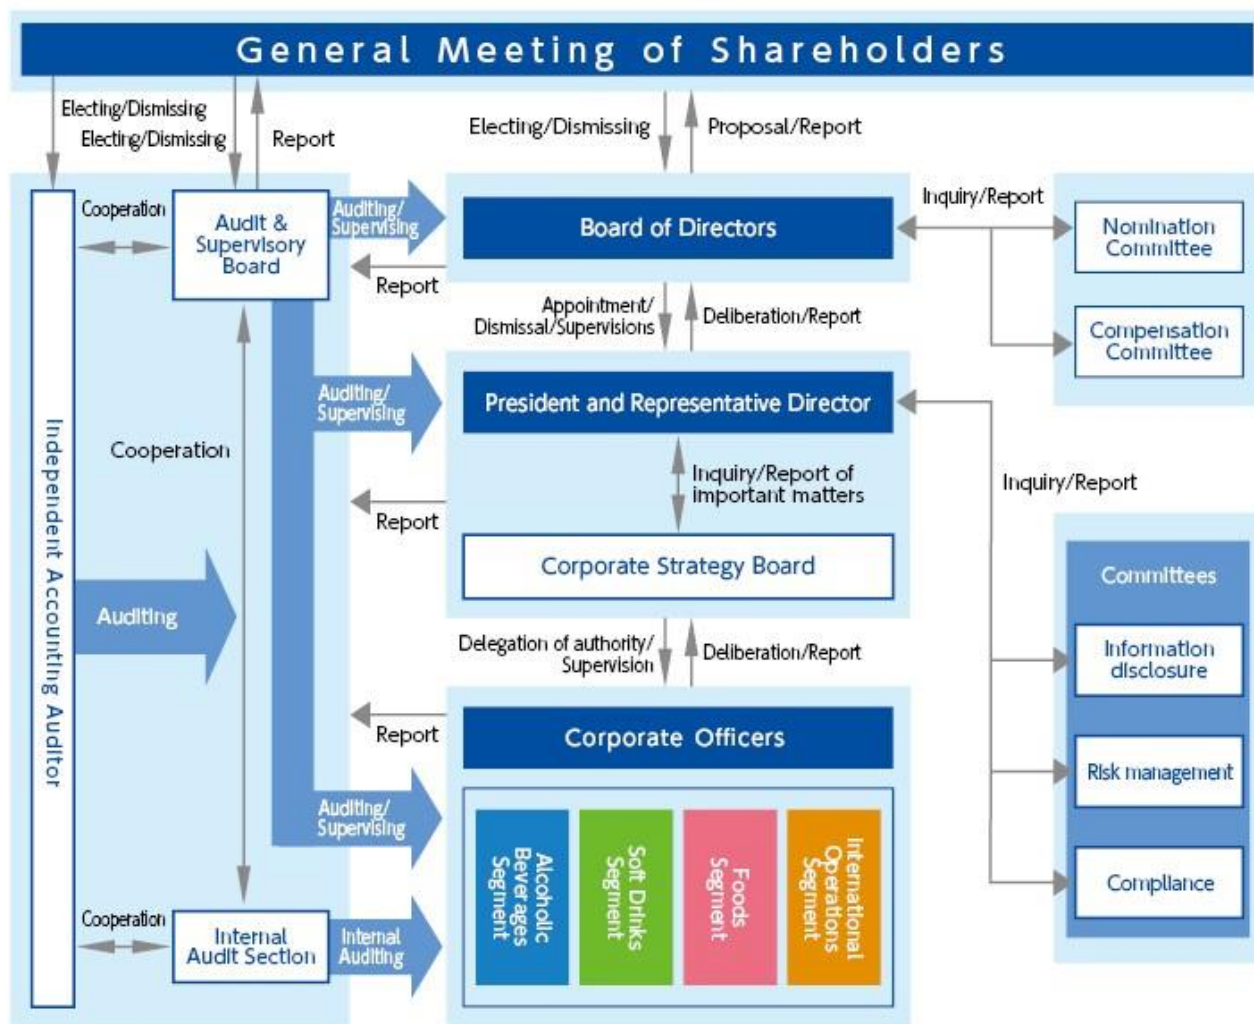 General Meeting of Shareholders
Electing/Dismissing
Electing/Dismissing
Report
Electing/Dismissing
Proposal/Report
Cooperation
Audit &
Supervisory
Board
Auditing/
Supervising
Board of Directors
Inquiry/Report
Nomination
Committee
Report
Appointment/
Dismissal/Supervisions
Deliberation/Report
Compensation
Committee
Auditing/
Supervising
President and Representative Director
Independent Accounting Auditor
Cooperation
Inquiry/Report of
important matters
Inquiry/Report
Report
Corporate Strategy Board
Committees
Auditing
Delegation of authority/
Supervision
Deliberation/Report
Information
disclosure
Report
Corporate Officers
Risk management
Auditing/
Supervising
Alcoholic
Beverages
Segment
Soft Drinks
Segment
Foods
Segment
International
Operations
Segment
Compliance
Cooperation
Internal
Audit Section
Internal
Auditing